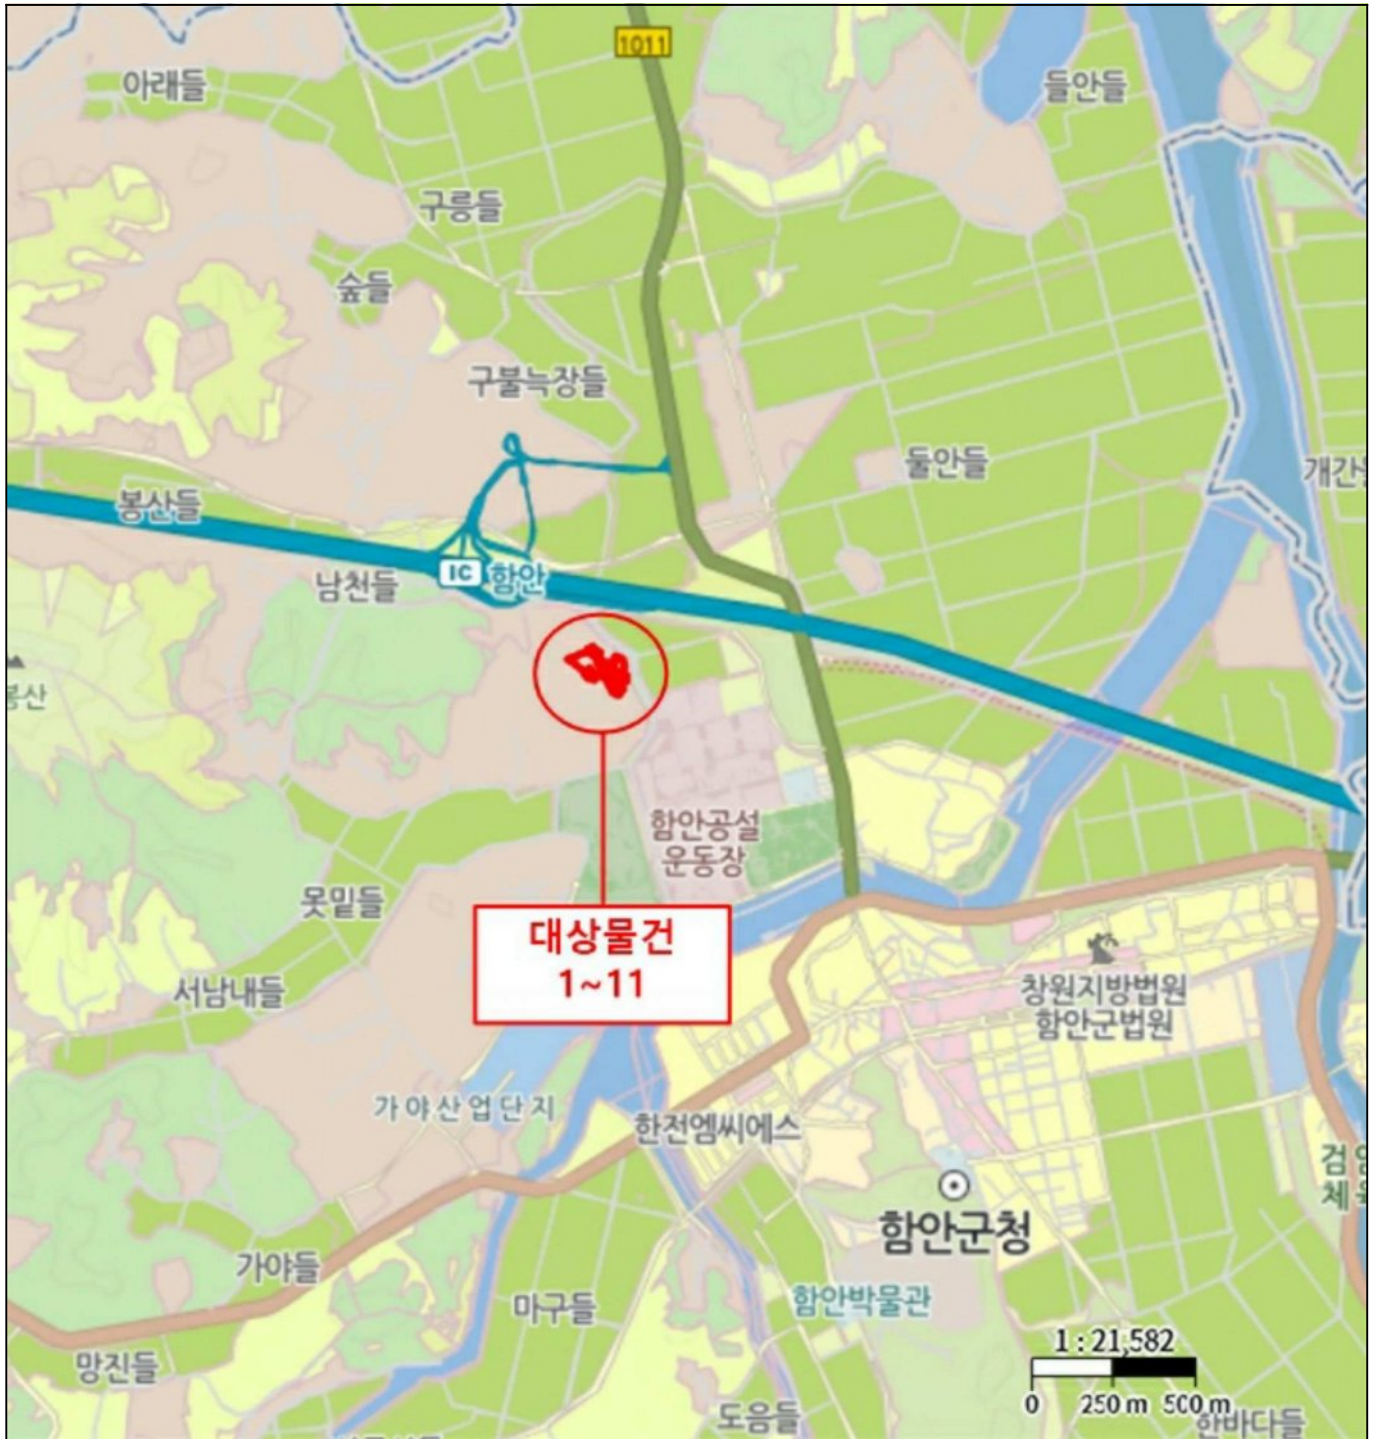 1011
아래들
들안들
구릉들
숲들
구불늑장들
둘안들
봉산들
IC 함안
남천들
함안공설
운동장
못밑들
대상물건
1~11
서남내들
창원지방법원
함안군법원
가야산업단지
한전엠씨에스
함안군청
가야들
마구들
함안박물관
망진들
1 : 21,582
0 250 m 500 m
도음들
한바다들